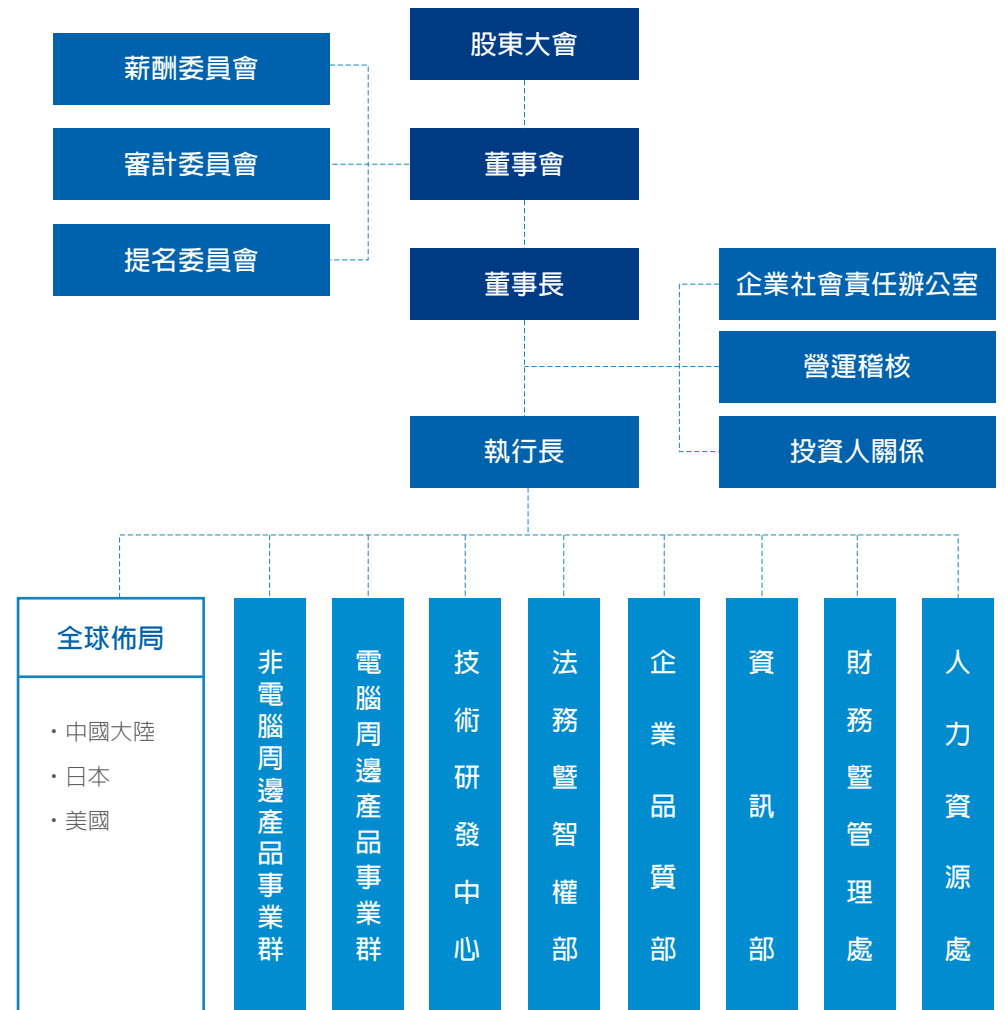 股東大會
薪酬委員會
審計委員會
董事會
提名委員會
董事長
企業社會責任辦公室
營運稽核
執行長
投資人關係
全球佈局
・中國大陸
・日本
・美國
非電腦周邊產品事業群
電腦周邊產品事業群
技術研發中心
法務暨智權部
企業品質部
資訊部
財務暨管理處
人力資源處